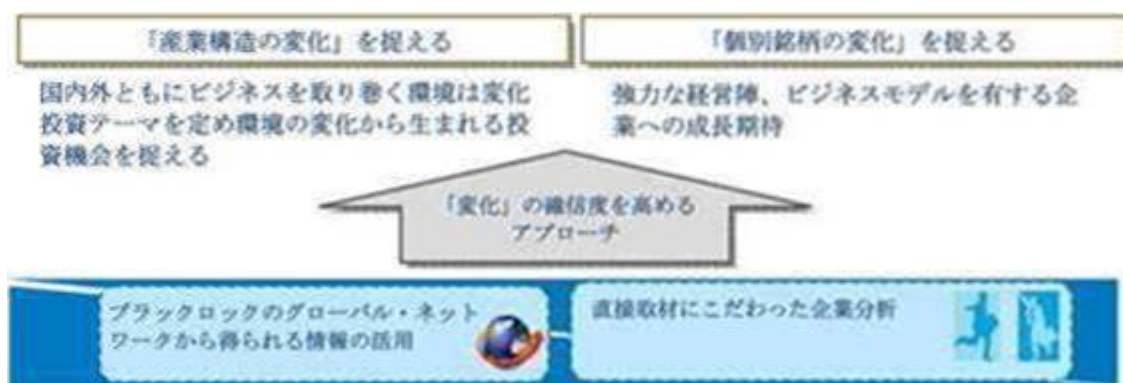 「産業構造の変化」を捉える
「個別銘柄の変化」を捉える
国内外ともにビジネスを取り巻く環境は変化
投資テーマを定め環境の変化から生まれる投
資機会を捉える
強力な経営陣、ビジネスモデルを有する企
業への成長期待
「変化」の確信度を高める
アプローチ
ブラックロックのグローバル・ネット
ワークから得られる情報の活用
直接取材にこだわった企業分析